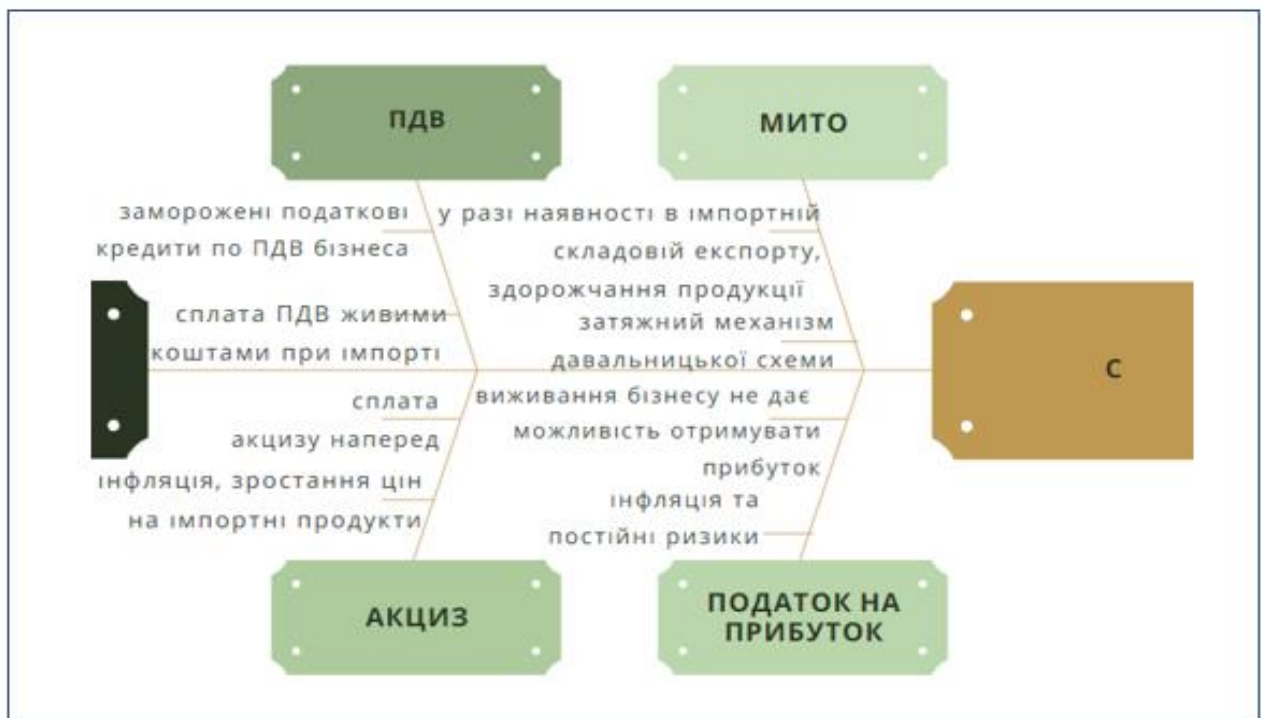 ПДВ
МИТО
заморожені податкові
кредити по ПДВ бізнеса
у разі наявності в імпортній
складовій експорту,
здорожчання продукції
сплата ПДВ живими
коштами при імпорті
затяжний механізм
давальницької схеми
С
сплата
акцизу наперед
виживання бізнесу не дає
можливість отримувати
прибуток
інфляція, зростання цін
на імпортні продукти
інфляція та
постійні ризики
АКЦИЗ
ПОДАТОК НА
ПРИБУТОК